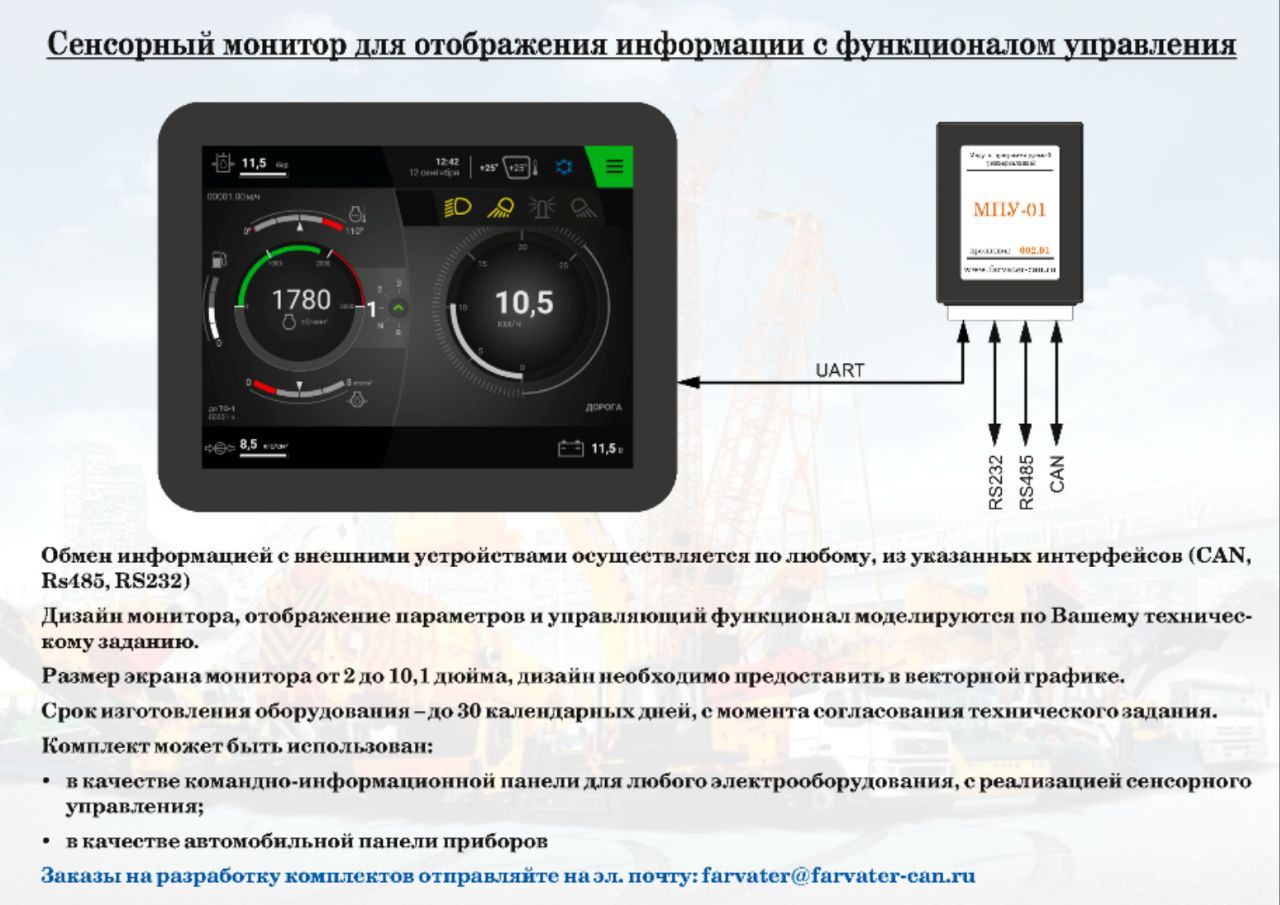 Сенсорный монитор для отображения информации с функционалом управления
11,5 бар
12:42
12 сентября
+25°
+25°
00001.00 м/ч
0°
110°
1000
2000
3000
0
1780
об/мин
0
8 кгс/см²
2
3
1
N
R
0
5
10
15
20
25
10,5
КМ/Ч
до ТО-1
00001 ч
ДОРОГА
8,5 кгс/см²
11,5 В
Модуль программируемый
универсальный
МПУ-01
прошивка: 002.01
www.farvater-can.ru
UART
RS232
RS485
CAN
Обмен информацией с внешними устройствами осуществляется по любому, из указанных интерфейсов (CAN,
Rs485, RS232)
Дизайн монитора, отображение параметров и управляющий функционал моделируются по Вашему техничес-
кому заданию.
Размер экрана монитора от 2 до 10,1 дюйма, дизайн необходимо предоставить в векторной графике.
Срок изготовления оборудования – до 30 календарных дней, с момента согласования технического задания.
Комплект может быть использован:
• в качестве командно-информационной панели для любого электрооборудования, с реализацией сенсорного
управления;
• в качестве автомобильной панели приборов
Заказы на разработку комплектов отправляйте на эл. почту: farvater@farvater-can.ru